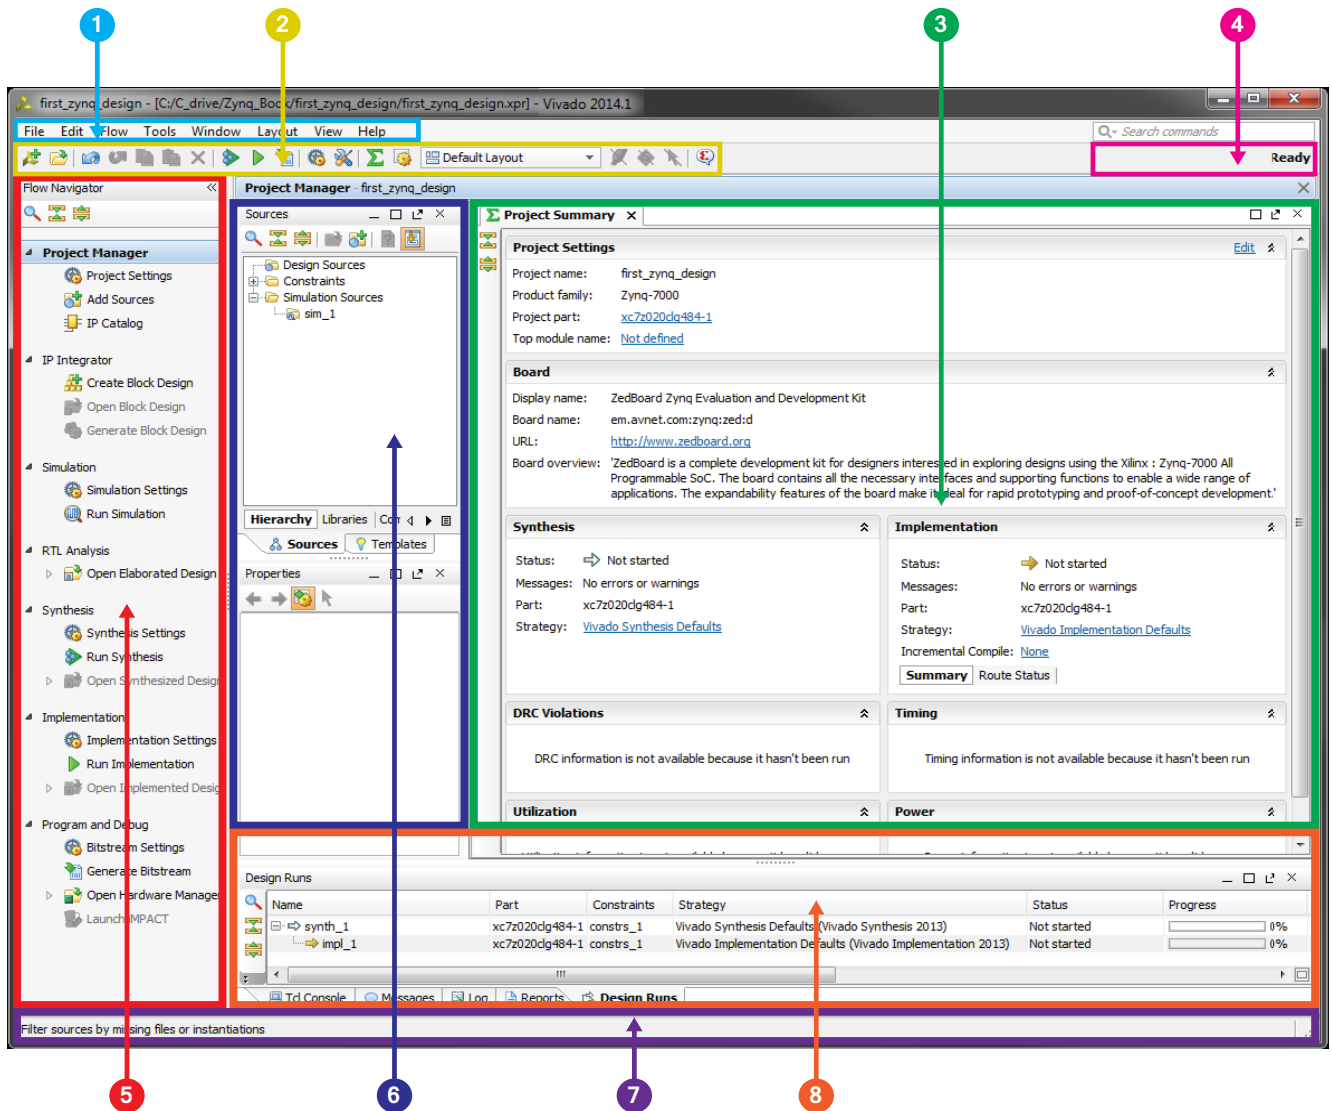 1 2 3 4
first_zynq_design - [C:/C_drive/Zynq_Book/first_zynq_design/first_zynq_design.xpr] - Vivado 2014.1
File Edit Flow Tools Window Layout View Help
Search commands
Default Layout
Ready
Flow Navigator
Project Manager
Project Settings
Add Sources
IP Catalog
IP Integrator
Create Block Design
Open Block Design
Generate Block Design
Simulation
Simulation Settings
Run Simulation
RTL Analysis
Open Elaborated Design
Synthesis
Synthesis Settings
Run Synthesis
Open Synthesized Desig
Implementation
Implementation Settings
Run Implementation
Open Implemented Desig
Program and Debug
Bitstream Settings
Generate Bitstream
Open Hardware Manager
Launch iMPACT
Project Manager - first_zynq_design
Sources
Design Sources
Constraints
Simulation Sources
sim_1
Hierarchy Libraries
Sources Templates
Properties
Project Summary
Project Settings Edit
Project name: first_zynq_design
Product family: Zynq-7000
Project part: xc7z020clg484-1
Top module name: Not defined
Board
Display name: ZedBoard Zynq Evaluation and Development Kit
Board name: em.avnet.com:zynq:zed:d
URL: http://www.zedboard.org
Board overview: 'ZedBoard is a complete development kit for designers interested in exploring designs using the Xilinx : Zynq-7000 All
Programmable SoC. The board contains all the necessary interfaces and supporting functions to enable a wide range of
applications. The expandability features of the board make it ideal for rapid prototyping and proof-of-concept development.'
Synthesis
Status: Not started
Messages: No errors or warnings
Part: xc7z020clg484-1
Strategy: Vivado Synthesis Defaults
Implementation
Status: Not started
Messages: No errors or warnings
Part: xc7z020clg484-1
Strategy: Vivado Implementation Defaults
Incremental Compile: None
Summary Route Status
DRC Violations
DRC information is not available because it hasn't been run
Timing
Timing information is not available because it hasn't been run
Utilization
Power
Design Runs
Name Part Constraints Strategy Status Progress
synth_1 xc7z020clg484-1 constrs_1 Vivado Synthesis Defaults (Vivado Synthesis 2013) Not started 0%
impl_1 xc7z020clg484-1 constrs_1 Vivado Implementation Defaults (Vivado Implementation 2013) Not started 0%
Tcl Console Messages Log Reports Design Runs
Filter sources by missing files or instantiations
5 6 7 8